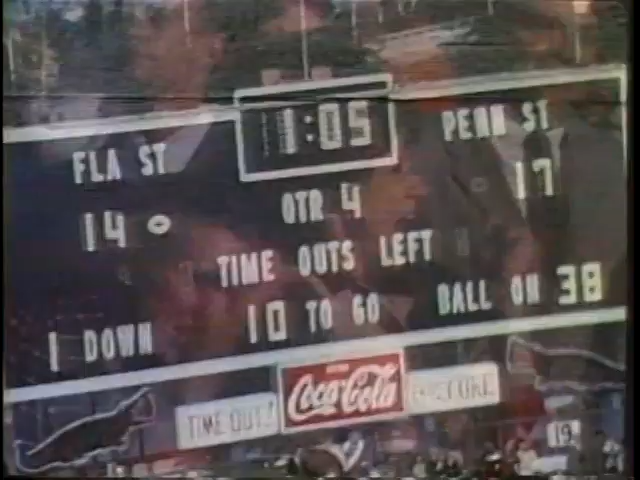 1:05
FLA ST PENN ST
14 17
QTR 4
TIME OUTS LEFT
1 DOWN 10 TO GO BALL ON 38
TIME OUT! Coca-Cola
19